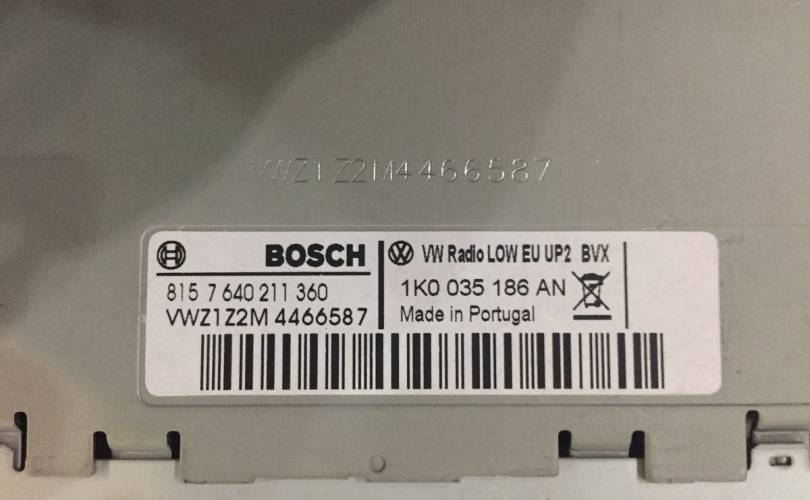 VWZ1Z2M4466587
BOSCH
815 7 640 211 360
VWZ1Z2M 4466587
VW Radio LOW EU UP2 BVX
1K0 035 186 AN
Made in Portugal